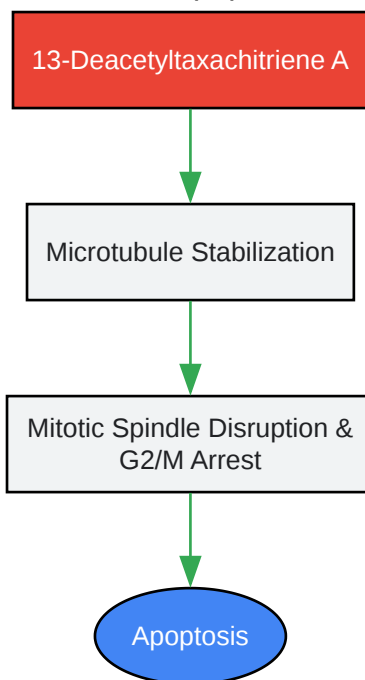 13-Deacetyltaxachitriene A
Microtubule Stabilization
Mitotic Spindle Disruption &
G2/M Arrest
Apoptosis